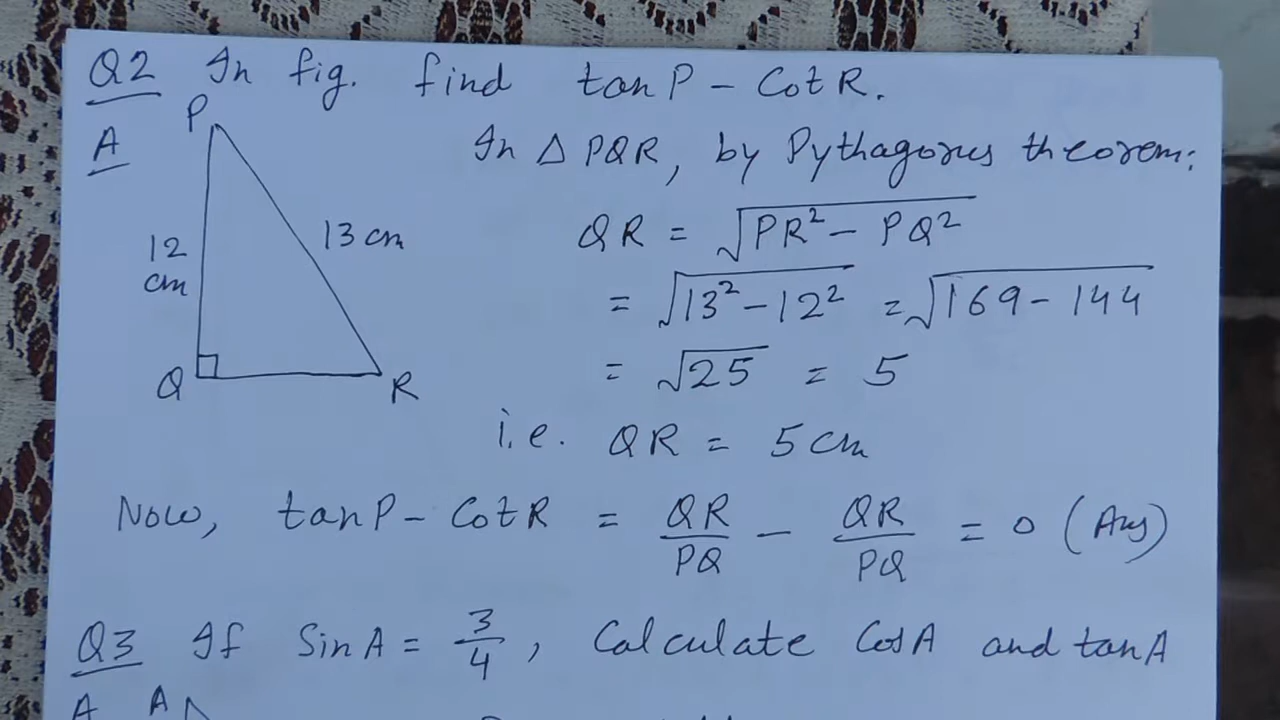 Q2 In fig. find tan P - Cot R.
A
P
12 cm
13 cm
Q
R
In △ PQR, by Pythagorus theorem:
QR = √(PR² - PQ²)
= √(13² - 12²) = √(169 - 144)
= √25 = 5
i.e. QR = 5 cm
Now, tan P - Cot R = QR/PQ - QR/PQ = 0 (Ans)
Q3 If Sin A = 3/4, Calculate Cos A and tan A
A A